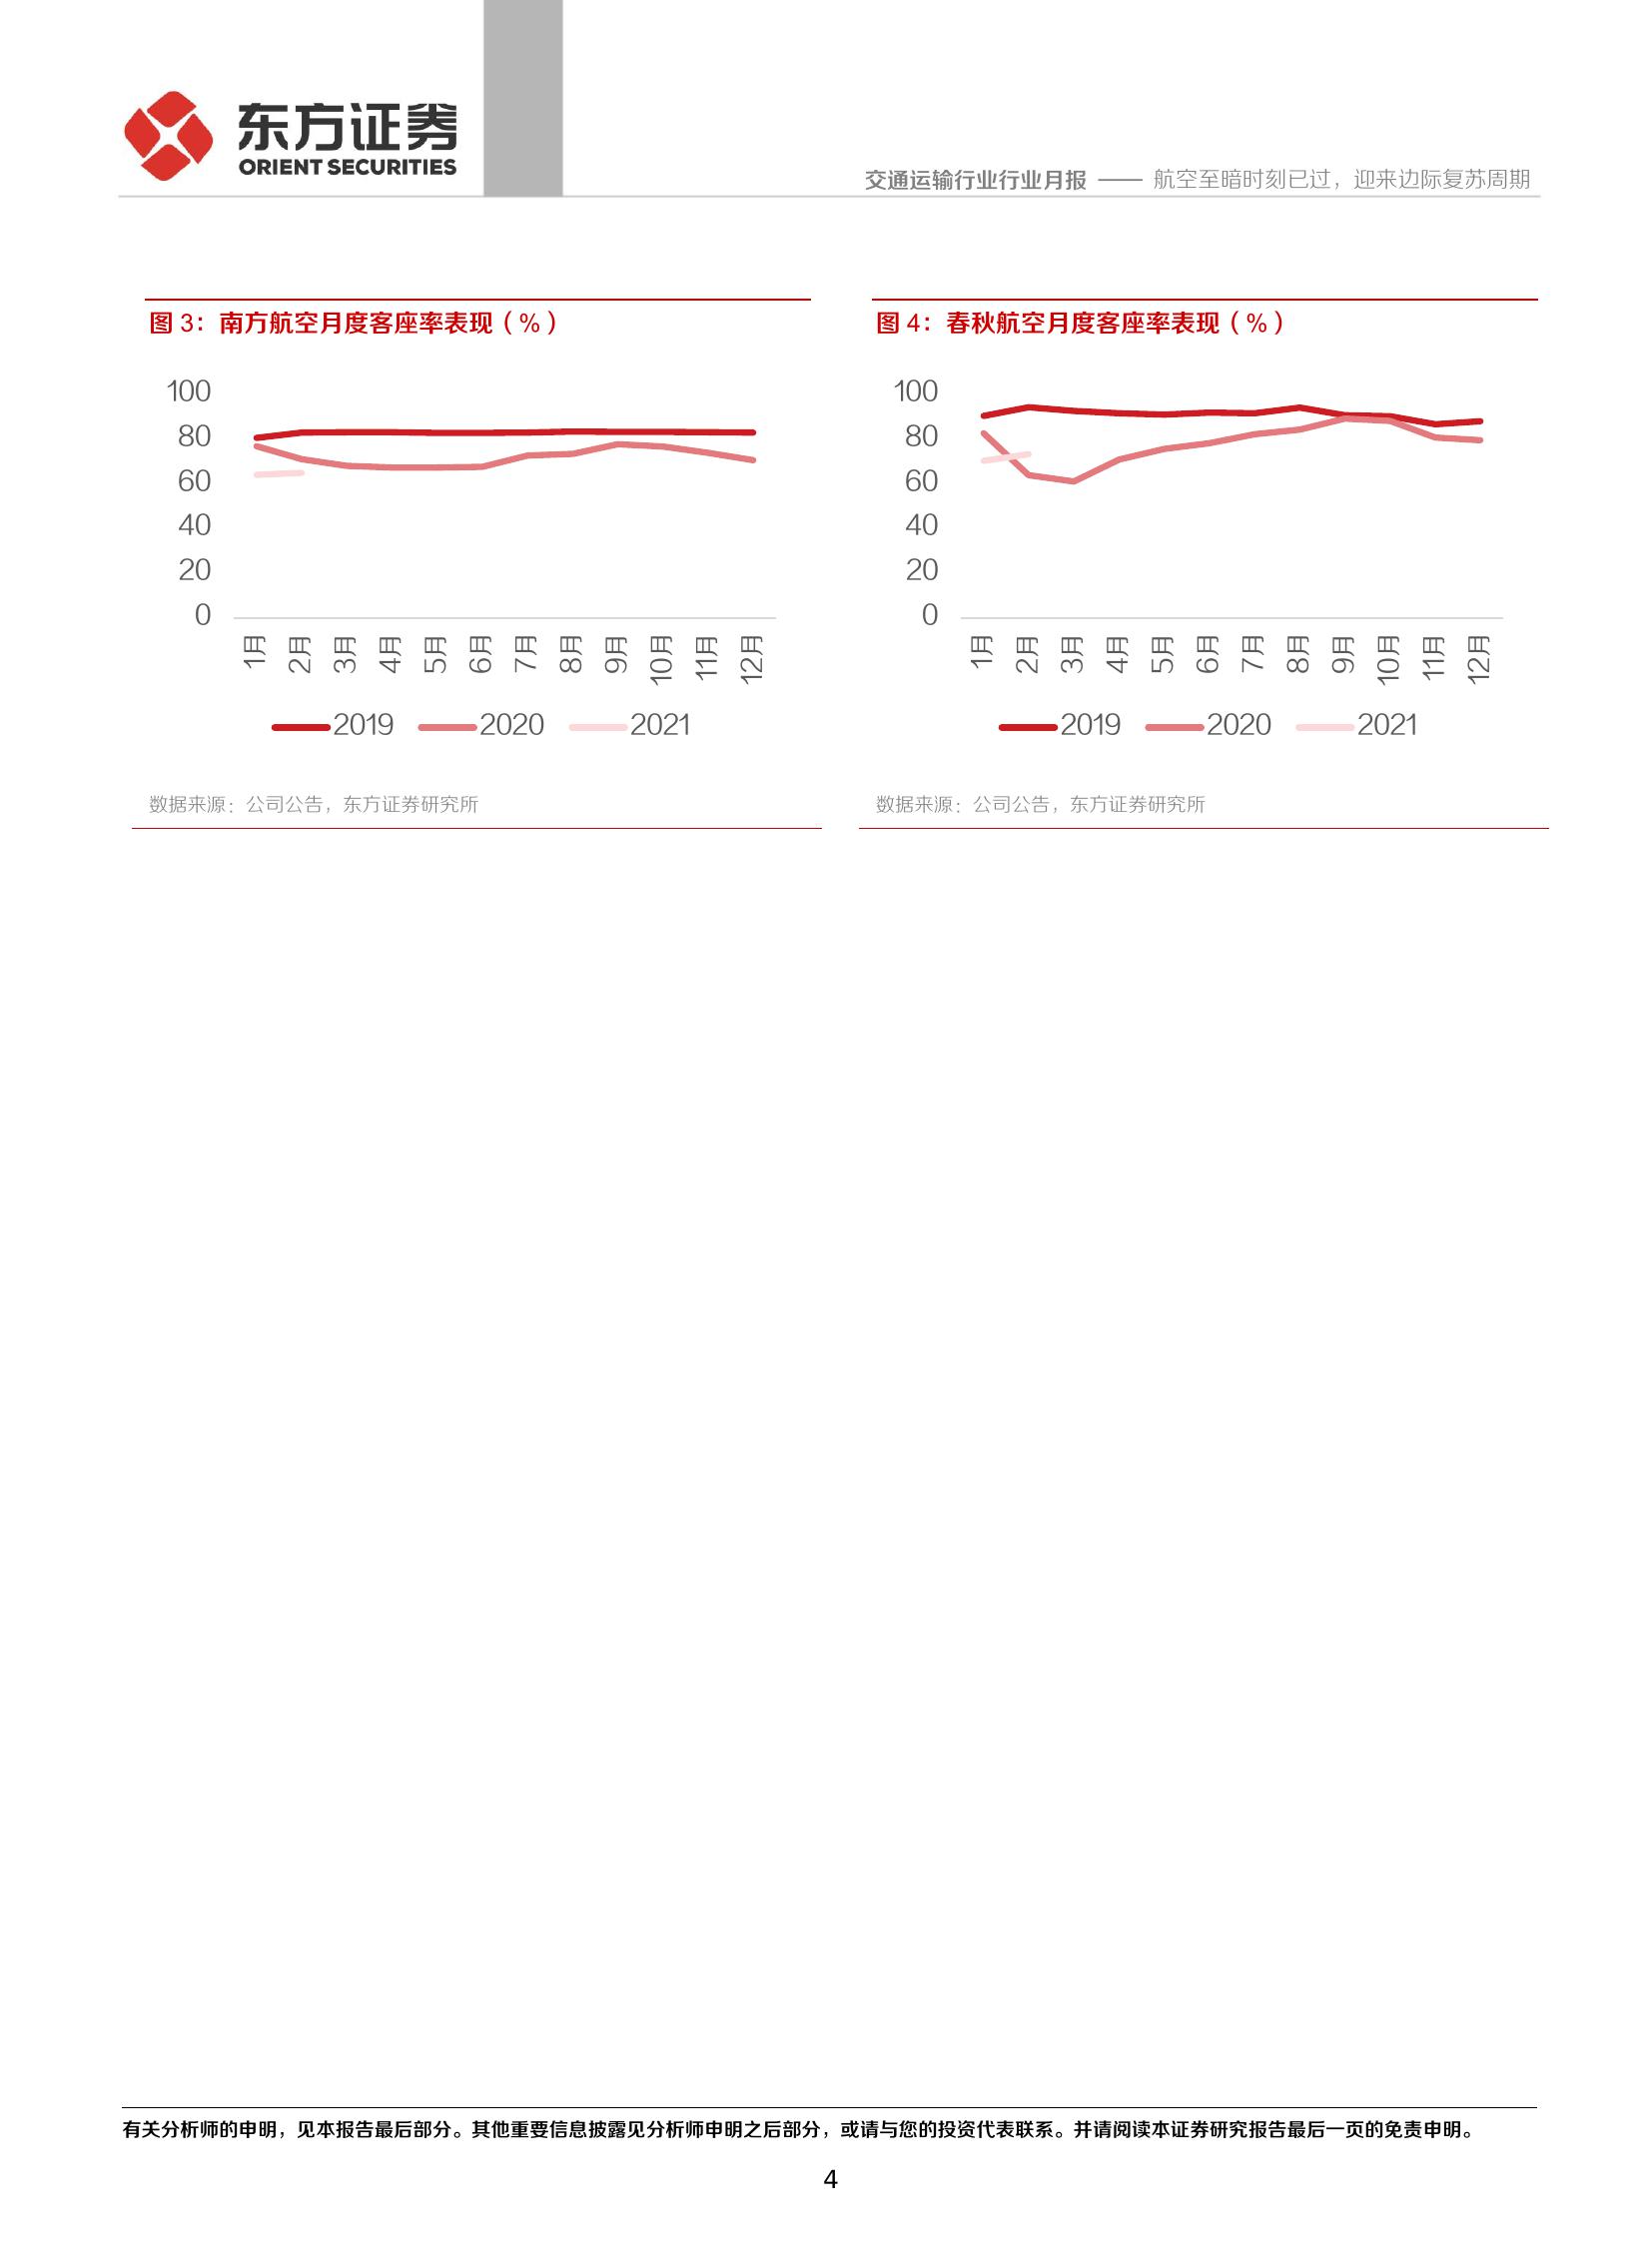 东方证券
ORIENT SECURITIES
交通运输行业行业月报 —— 航空至暗时刻已过，迎来边际复苏周期
图 3：南方航空月度客座率表现（%）
100
80
60
40
20
0
1月 2月 3月 4月 5月 6月 7月 8月 9月 10月 11月 12月
2019 2020 2021
数据来源：公司公告，东方证券研究所
图 4：春秋航空月度客座率表现（%）
100
80
60
40
20
0
1月 2月 3月 4月 5月 6月 7月 8月 9月 10月 11月 12月
2019 2020 2021
数据来源：公司公告，东方证券研究所
有关分析师的申明，见本报告最后部分。其他重要信息披露见分析师申明之后部分，或请与您的投资代表联系。并请阅读本证券研究报告最后一页的免责申明。
4